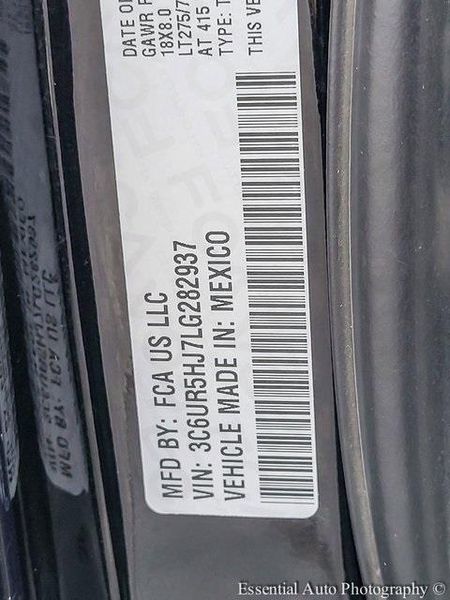 DATE OF
GAWR
18X8.0
LT275/7
AT 415
TYPE: T
THIS VE
MFD BY: FCA US LLC
VIN: 3C6UR5HJ7LG282937
VEHICLE MADE IN: MEXICO
Essential Auto Photography ©